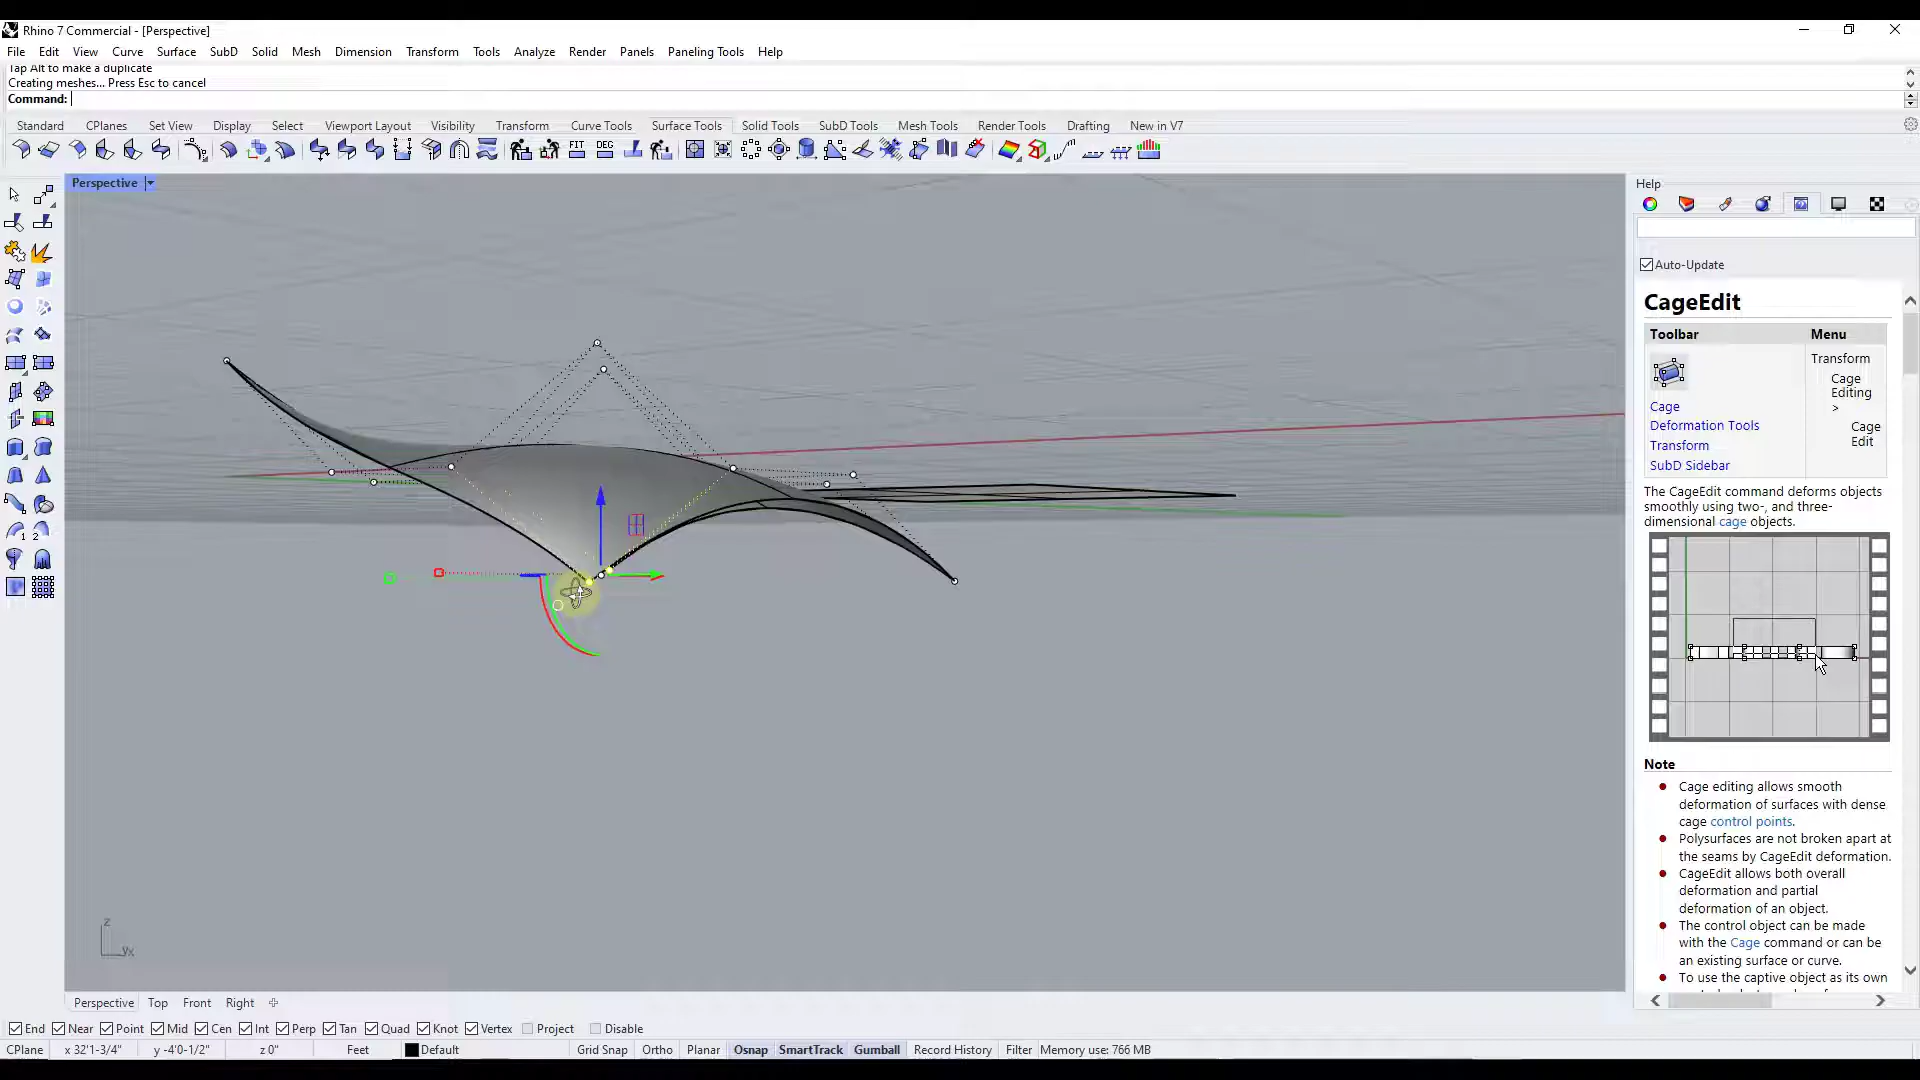 Rhino 7 Commercial - [Perspective]
File Edit View Curve Surface SubD Solid Mesh Dimension Transform Tools Analyze Render Panels Paneling Tools Help
Tap Alt to make a duplicate
Creating meshes... Press Esc to cancel
Command:
Standard CPlanes Set View Display Select Viewport Layout Visibility Transform Curve Tools Surface Tools Solid Tools SubD Tools Mesh Tools Render Tools Drafting New in V7
FIT DEG
Perspective
Help
Auto-Update
CageEdit
Toolbar Menu
Transform
Cage
Editing
>
Cage
Edit
Cage
Deformation Tools
Transform
SubD Sidebar
The CageEdit command deforms objects
smoothly using two-, and three-
dimensional cage objects.
Note
Cage editing allows smooth
deformation of surfaces with dense
cage control points.
Polysurfaces are not broken apart at
the seams by CageEdit deformation.
CageEdit allows both overall
deformation and partial
deformation of an object.
The control object can be made
with the Cage command or can be
an existing surface or curve.
To use the captive object as its own
1 2
z
yx
Perspective Top Front Right
End Near Point Mid Cen Int Perp Tan Quad Knot Vertex Project Disable
CPlane x 32'1-3/4" y -4'0-1/2" z 0" Feet Default Grid Snap Ortho Planar Osnap SmartTrack Gumball Record History Filter Memory use: 766 MB